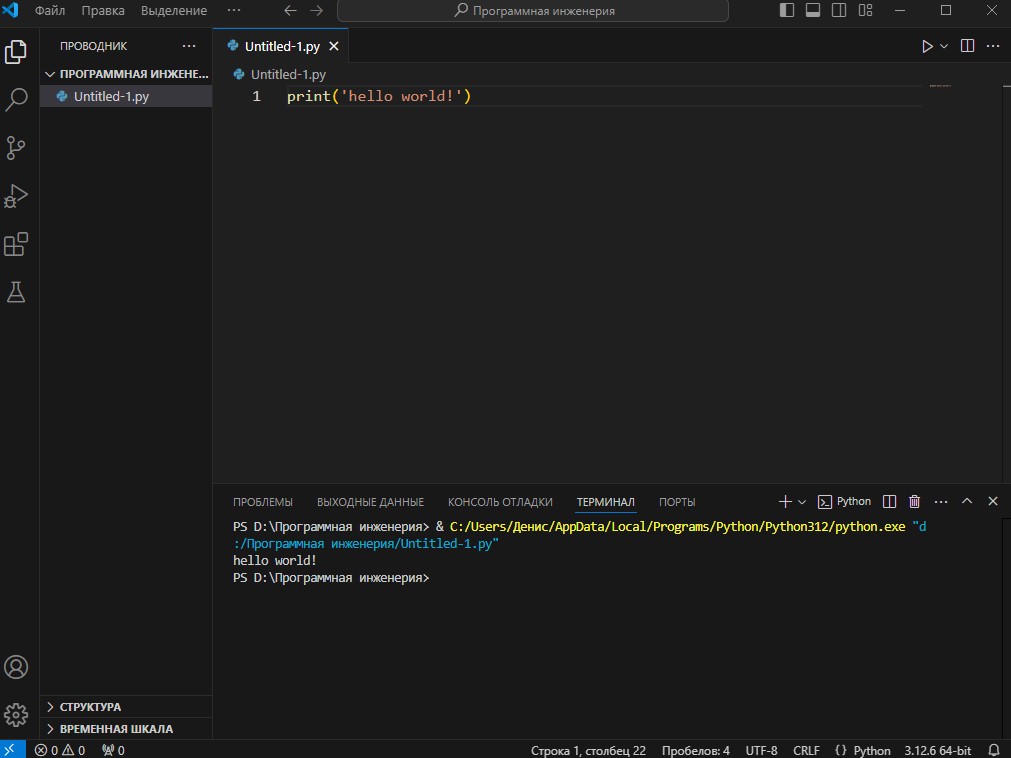 Файл Правка Выделение ··· Программная инженерия
ПРОВОДНИК ···
ПРОГРАММНАЯ ИНЖЕНЕ...
Untitled-1.py
Untitled-1.py
Untitled-1.py
1 print('hello world!')
ПРОБЛЕМЫ ВЫХОДНЫЕ ДАННЫЕ КОНСОЛЬ ОТЛАДКИ ТЕРМИНАЛ ПОРТЫ Python
PS D:\Программная инженерия> & C:/Users/Денис/AppData/Local/Programs/Python/Python312/python.exe "d
:/Программная инженерия/Untitled-1.py"
hello world!
PS D:\Программная инженерия>
СТРУКТУРА
ВРЕМЕННАЯ ШКАЛА
0 0 0 Строка 1, столбец 22 Пробелов: 4 UTF-8 CRLF {} Python 3.12.6 64-bit